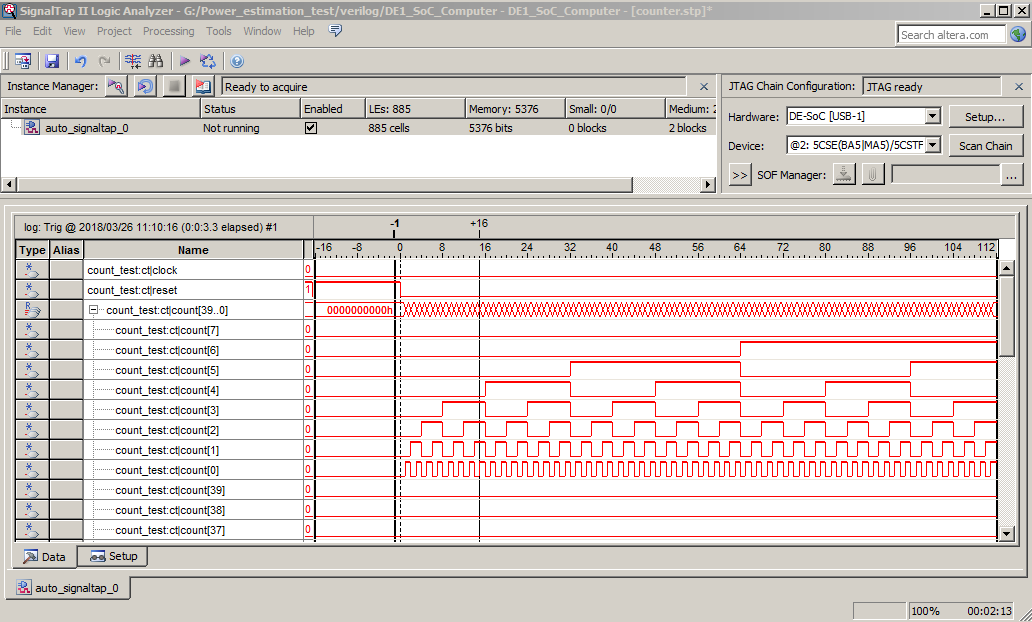 SignalTap II Logic Analyzer - G:/Power_estimation_test/verilog/DE1_SoC_Computer - DE1_SoC_Computer - [counter.stp]*
File Edit View Project Processing Tools Window Help
Search altera.com
Instance Manager: Ready to acquire
Instance Status Enabled LEs: 885 Memory: 5376 Small: 0/0 Medium: 2
auto_signaltap_0 Not running 885 cells 5376 bits 0 blocks 2 blocks
JTAG Chain Configuration: JTAG ready
Hardware: DE-SoC [USB-1] Setup...
Device: @2: 5CSE(BA5|MA5)/5CSTF Scan Chain
>> SOF Manager: ...
log: Trig @ 2018/03/26 11:10:16 (0:0:3.3 elapsed) #1
-1 +16
Type Alias Name -16 -8 0 8 16 24 32 40 48 56 64 72 80 88 96 104 112
count_test:ct|clock 0
count_test:ct|reset 1
count_test:ct|count[39..0] 0000000000h
count_test:ct|count[7] 0
count_test:ct|count[6] 0
count_test:ct|count[5] 0
count_test:ct|count[4] 0
count_test:ct|count[3] 0
count_test:ct|count[2] 0
count_test:ct|count[1] 0
count_test:ct|count[0] 0
count_test:ct|count[39] 0
count_test:ct|count[38] 0
count_test:ct|count[37] 0
Data Setup
auto_signaltap_0
100% 00:02:13